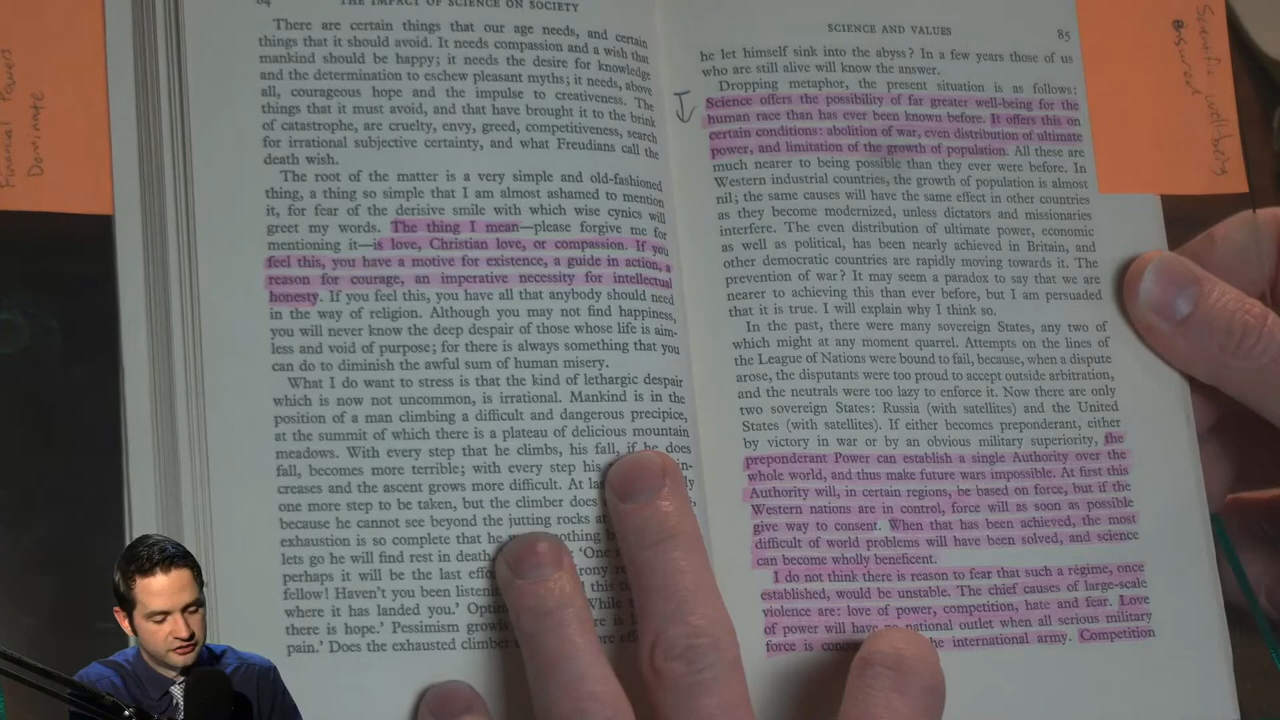 Financial Powers
Dominate
84 THE IMPACT OF SCIENCE ON SOCIETY
There are certain things that our age needs, and certain
things that it should avoid. It needs compassion and a wish that
mankind should be happy; it needs the desire for knowledge
and the determination to eschew pleasant myths; it needs, above
all, courageous hope and the impulse to creativeness. The
things that it must avoid, and that have brought it to the brink
of catastrophe, are cruelty, envy, greed, competitiveness, search
for irrational subjective certainty, and what Freudians call the
death wish.
The root of the matter is a very simple and old-fashioned
thing, a thing so simple that I am almost ashamed to mention
it, for fear of the derisive smile with which wise cynics will
greet my words. The thing I mean—please forgive me for
mentioning it—is love, Christian love, or compassion. If you
feel this, you have a motive for existence, a guide in action, a
reason for courage, an imperative necessity for intellectual
honesty. If you feel this, you have all that anybody should need
in the way of religion. Although you may not find happiness,
you will never know the deep despair of those whose life is aim-
less and void of purpose; for there is always something that you
can do to diminish the awful sum of human misery.
What I do want to stress is that the kind of lethargic despair
which is now not uncommon, is irrational. Mankind is in the
position of a man climbing a difficult and dangerous precipice,
at the summit of which there is a plateau of delicious mountain
meadows. With every step that he climbs, his fall, if he does
fall, becomes more terrible; with every step his in-
creases and the ascent grows more difficult. At
one more step to be taken, but the climber does
because he cannot see beyond the jutting rocks
exhaustion is so complete that he nothing
lets go he will find rest in death. 'One
perhaps it will be the last
fellow! Haven't you been this
where it has landed you.' While
there is hope.' Pessimism is
pain.' Does the exhausted climber
SCIENCE AND VALUES 85
he let himself sink into the abyss? In a few years those of us
who are still alive will know the answer.
Dropping metaphor, the present situation is as follows:
Science offers the possibility of far greater well-being for the
human race than has ever been known before. It offers this on
certain conditions: abolition of war, even distribution of ultimate
power, and limitation of the growth of population. All these are
much nearer to being possible than they ever were before. In
Western industrial countries, the growth of population is almost
nil; the same causes will have the same effect in other countries
as they become modernized, unless dictators and missionaries
interfere. The even distribution of ultimate power, economic
as well as political, has been nearly achieved in Britain, and
other democratic countries are rapidly moving towards it. The
prevention of war? It may seem a paradox to say that we are
nearer to achieving this than ever before, but I am persuaded
that it is true. I will explain why I think so.
In the past, there were many sovereign States, any two of
which might at any moment quarrel. Attempts on the lines of
the League of Nations were bound to fail, because, when a dispute
arose, the disputants were too proud to accept outside arbitration,
and the neutrals were too lazy to enforce it. Now there are only
two sovereign States: Russia (with satellites) and the United
States (with satellites). If either becomes preponderant, either
by victory in war or by an obvious military superiority, the
preponderant Power can establish a single Authority over the
whole world, and thus make future wars impossible. At first this
Authority will, in certain regions, be based on force, but if the
Western nations are in control, force will as soon as possible
give way to consent. When that has been achieved, the most
difficult of world problems will have been solved, and science
can become wholly beneficent.
I do not think there is reason to fear that such a régime, once
established, would be unstable. The chief causes of large-scale
violence are: love of power, competition, hate and fear. Love
of power will have national outlet when all serious military
force is the international army. Competition
Scientific wellbeing
ensured